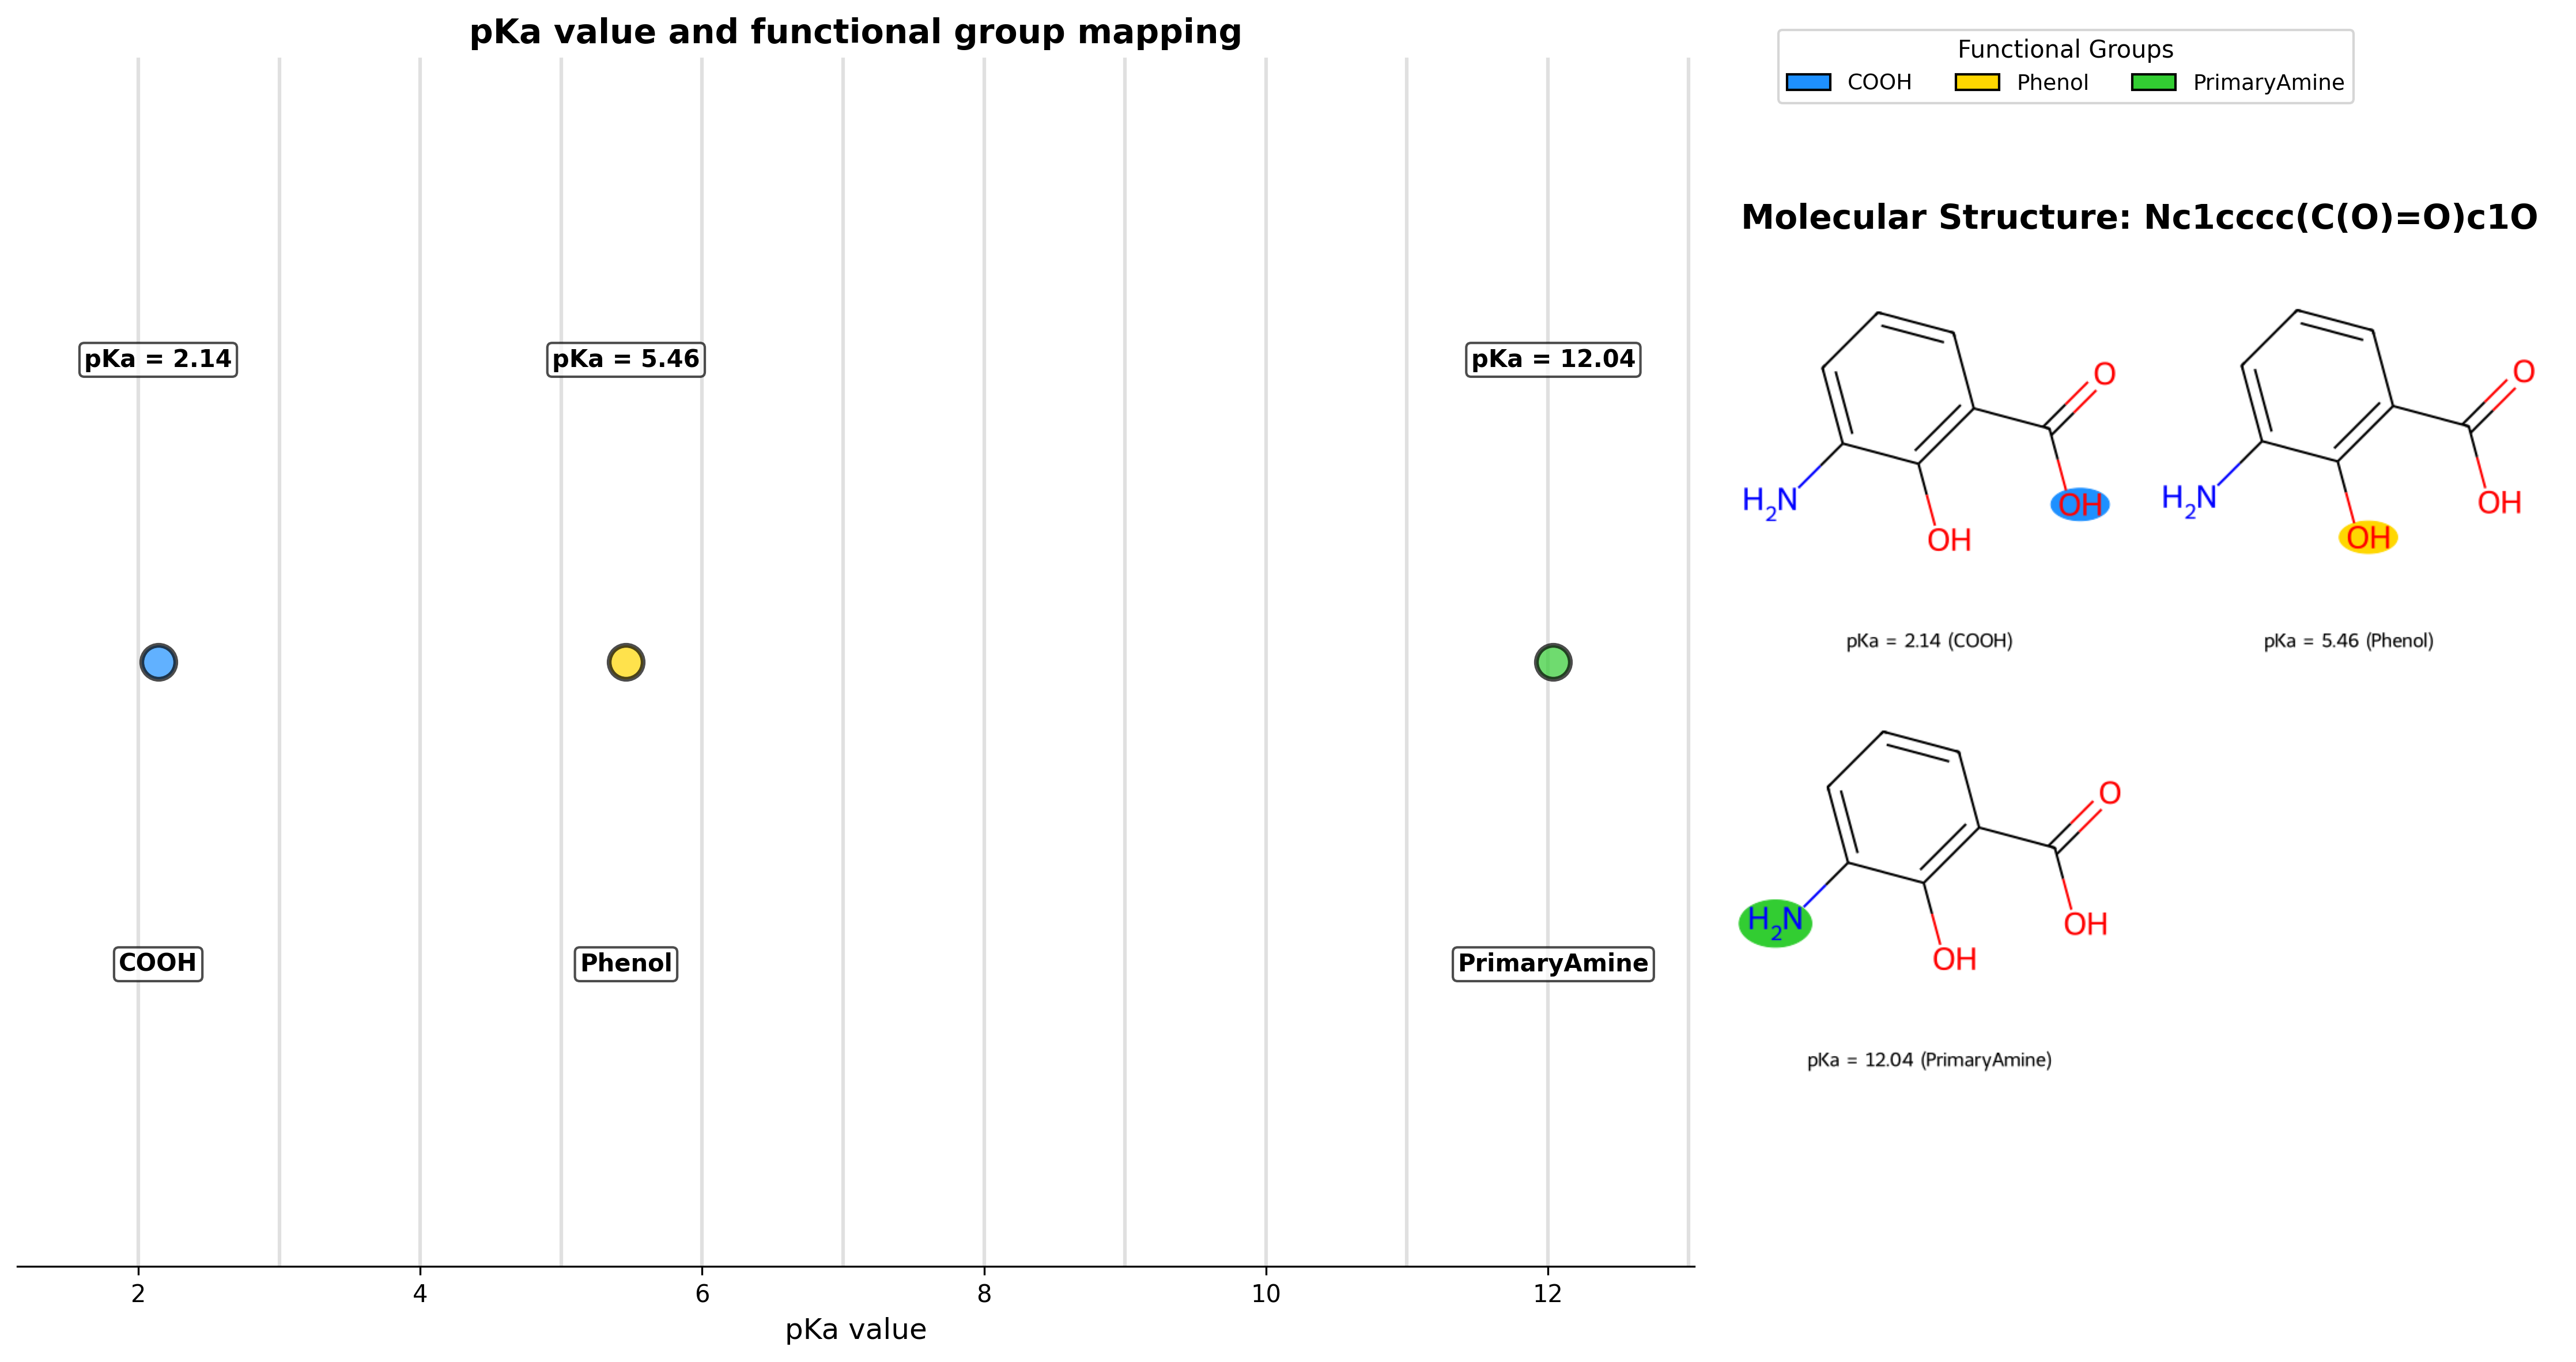 pKa value and functional group mapping
pKa = 2.14
pKa = 5.46
pKa = 12.04
COOH
Phenol
PrimaryAmine
2
4
6
8
10
12
pKa value
Functional Groups
COOH
Phenol
PrimaryAmine
Molecular Structure: Nc1cccc(C(O)=O)c1O
O
H2N
OH
OH
pKa = 2.14 (COOH)
O
H2N
OH
OH
pKa = 5.46 (Phenol)
O
H2N
OH
OH
pKa = 12.04 (PrimaryAmine)